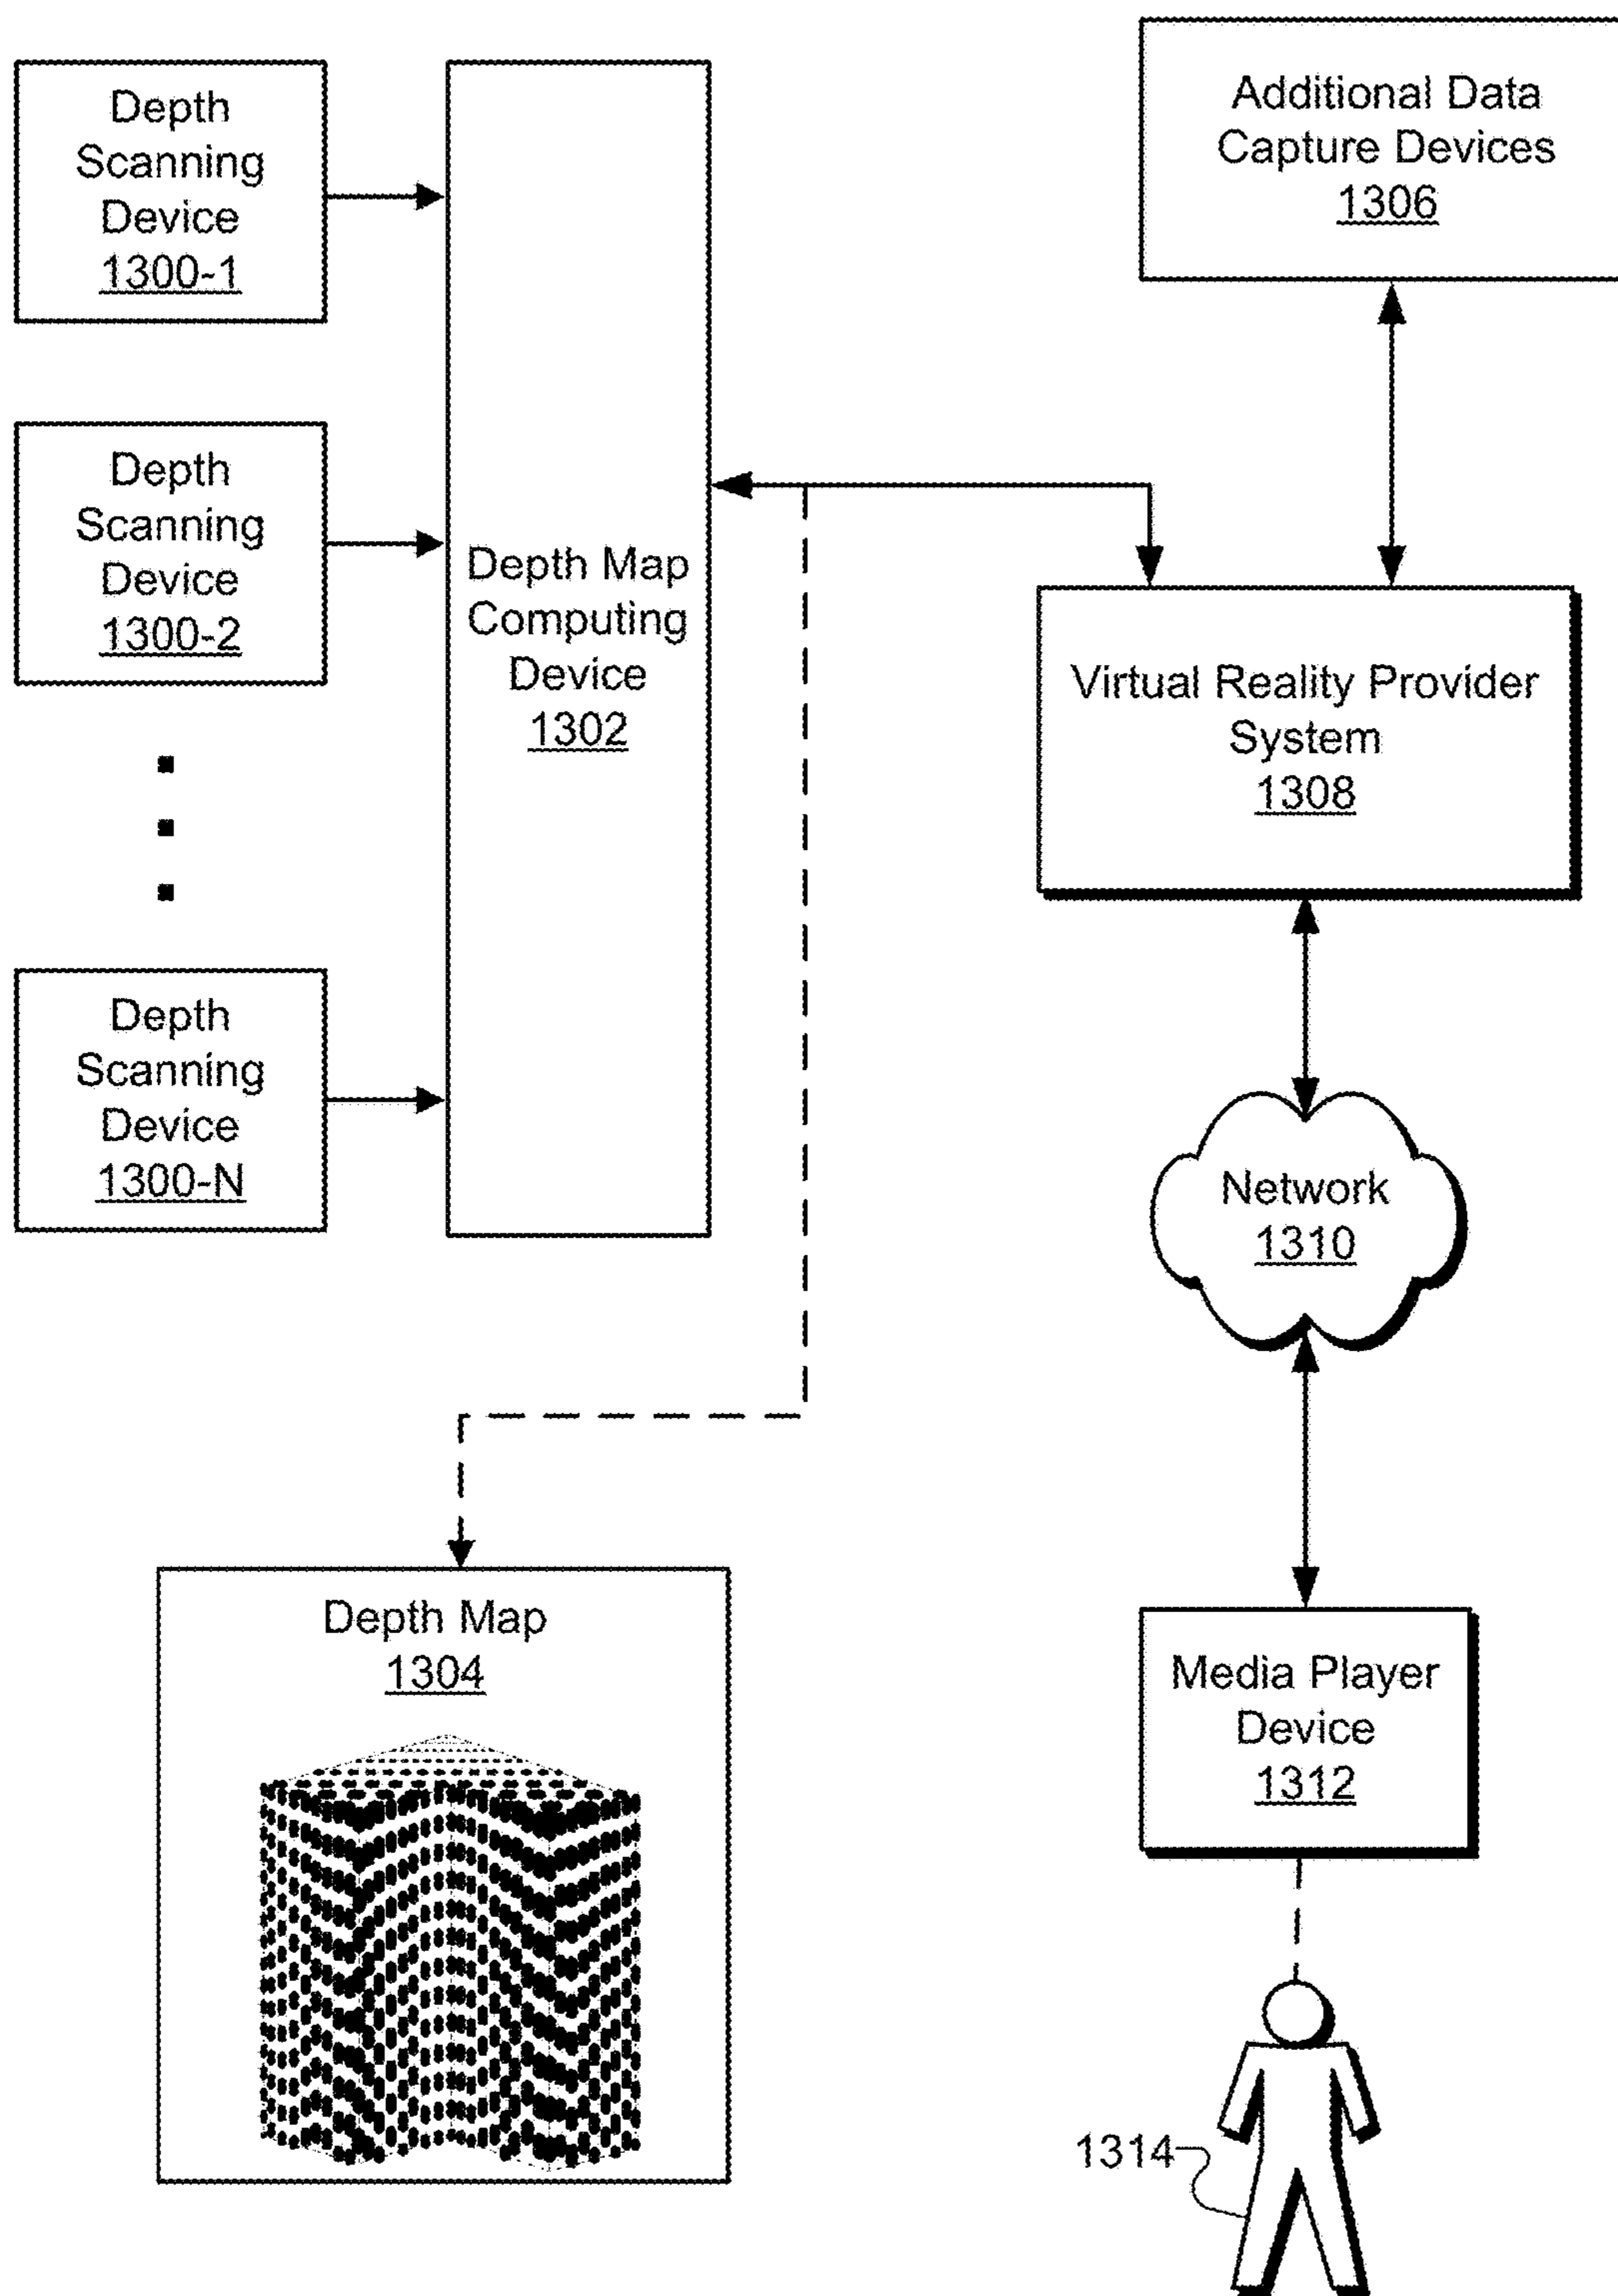 Depth
Scanning
Device
1300-1
Depth
Scanning
Device
1300-2
Depth
Scanning
Device
1300-N
Depth Map
Computing
Device
1302
Additional Data
Capture Devices
1306
Virtual Reality Provider
System
1308
Network
1310
Depth Map
1304
Media Player
Device
1312
1314